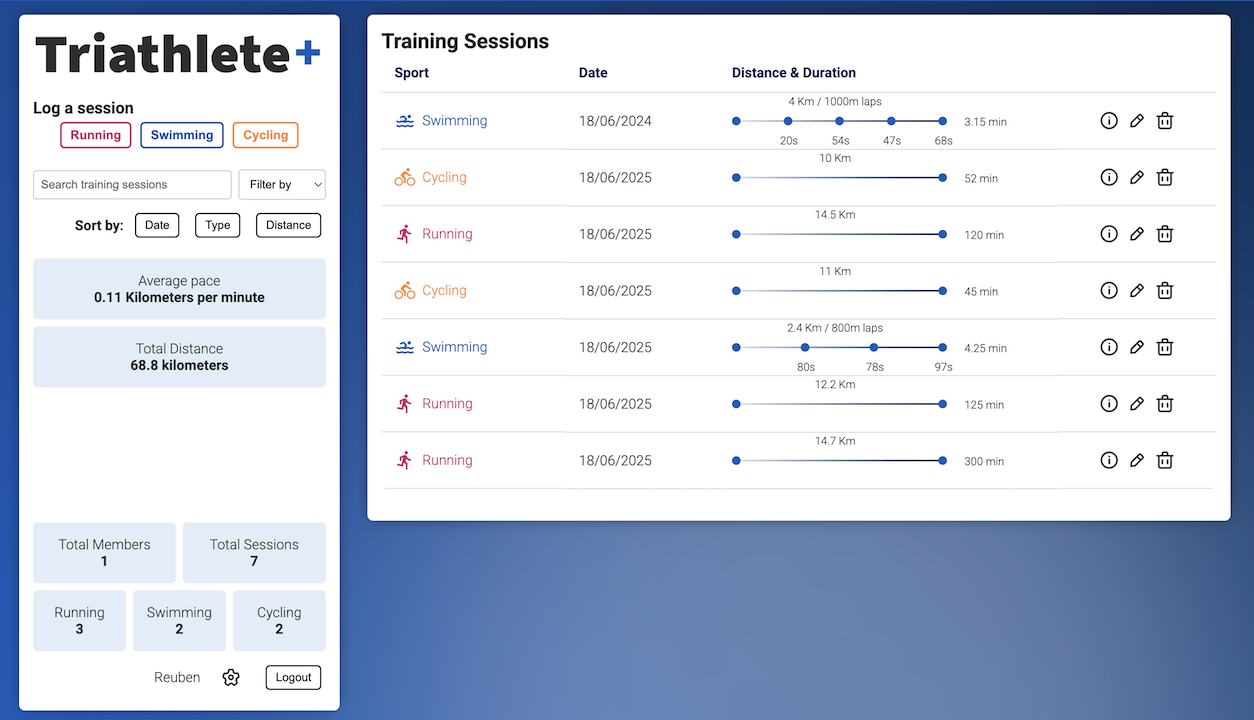 Triathlete+
Log a session
Running Swimming Cycling
Search training sessions Filter by
Sort by: Date Type Distance
Average pace
0.11 Kilometers per minute
Total Distance
68.8 kilometers
Total Members Total Sessions
1 7
Running Swimming Cycling
3 2 2
Reuben Logout
Training Sessions
Sport Date Distance & Duration
4 Km / 1000m laps
Swimming 18/06/2024 3.15 min
20s 54s 47s 68s
10 Km
Cycling 18/06/2025 52 min
14.5 Km
Running 18/06/2025 120 min
11 Km
Cycling 18/06/2025 45 min
2.4 Km / 800m laps
Swimming 18/06/2025 4.25 min
80s 78s 97s
12.2 Km
Running 18/06/2025 125 min
14.7 Km
Running 18/06/2025 300 min